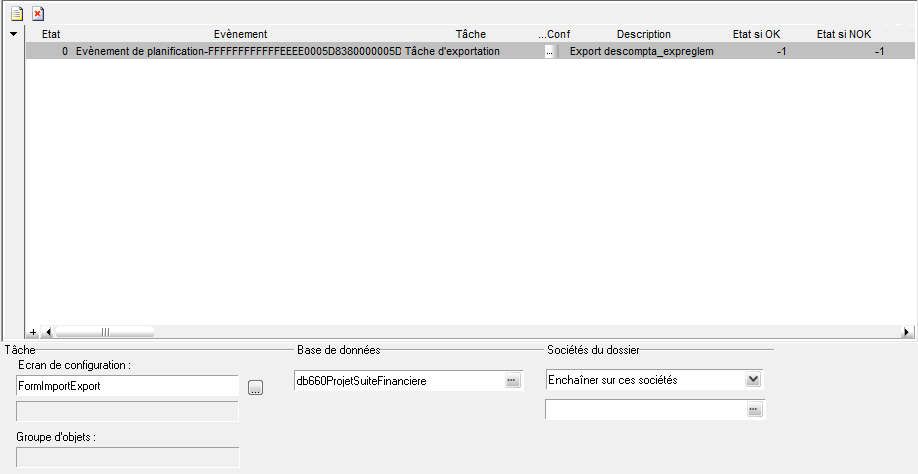 Etat Evènement Tâche ...Conf Description Etat si OK Etat si NOK
0 Evènement de planification-FFFFFFFFFFFFEEEE0005D8380000005D Tâche d'exportation ... Export descompta_expreglem -1 -1
+
Tâche Base de données Sociétés du dossier
Ecran de configuration :
FormImportExport ... db660ProjetSuiteFinanciere ... Enchaîner sur ces sociétés
...
Groupe d'objets :